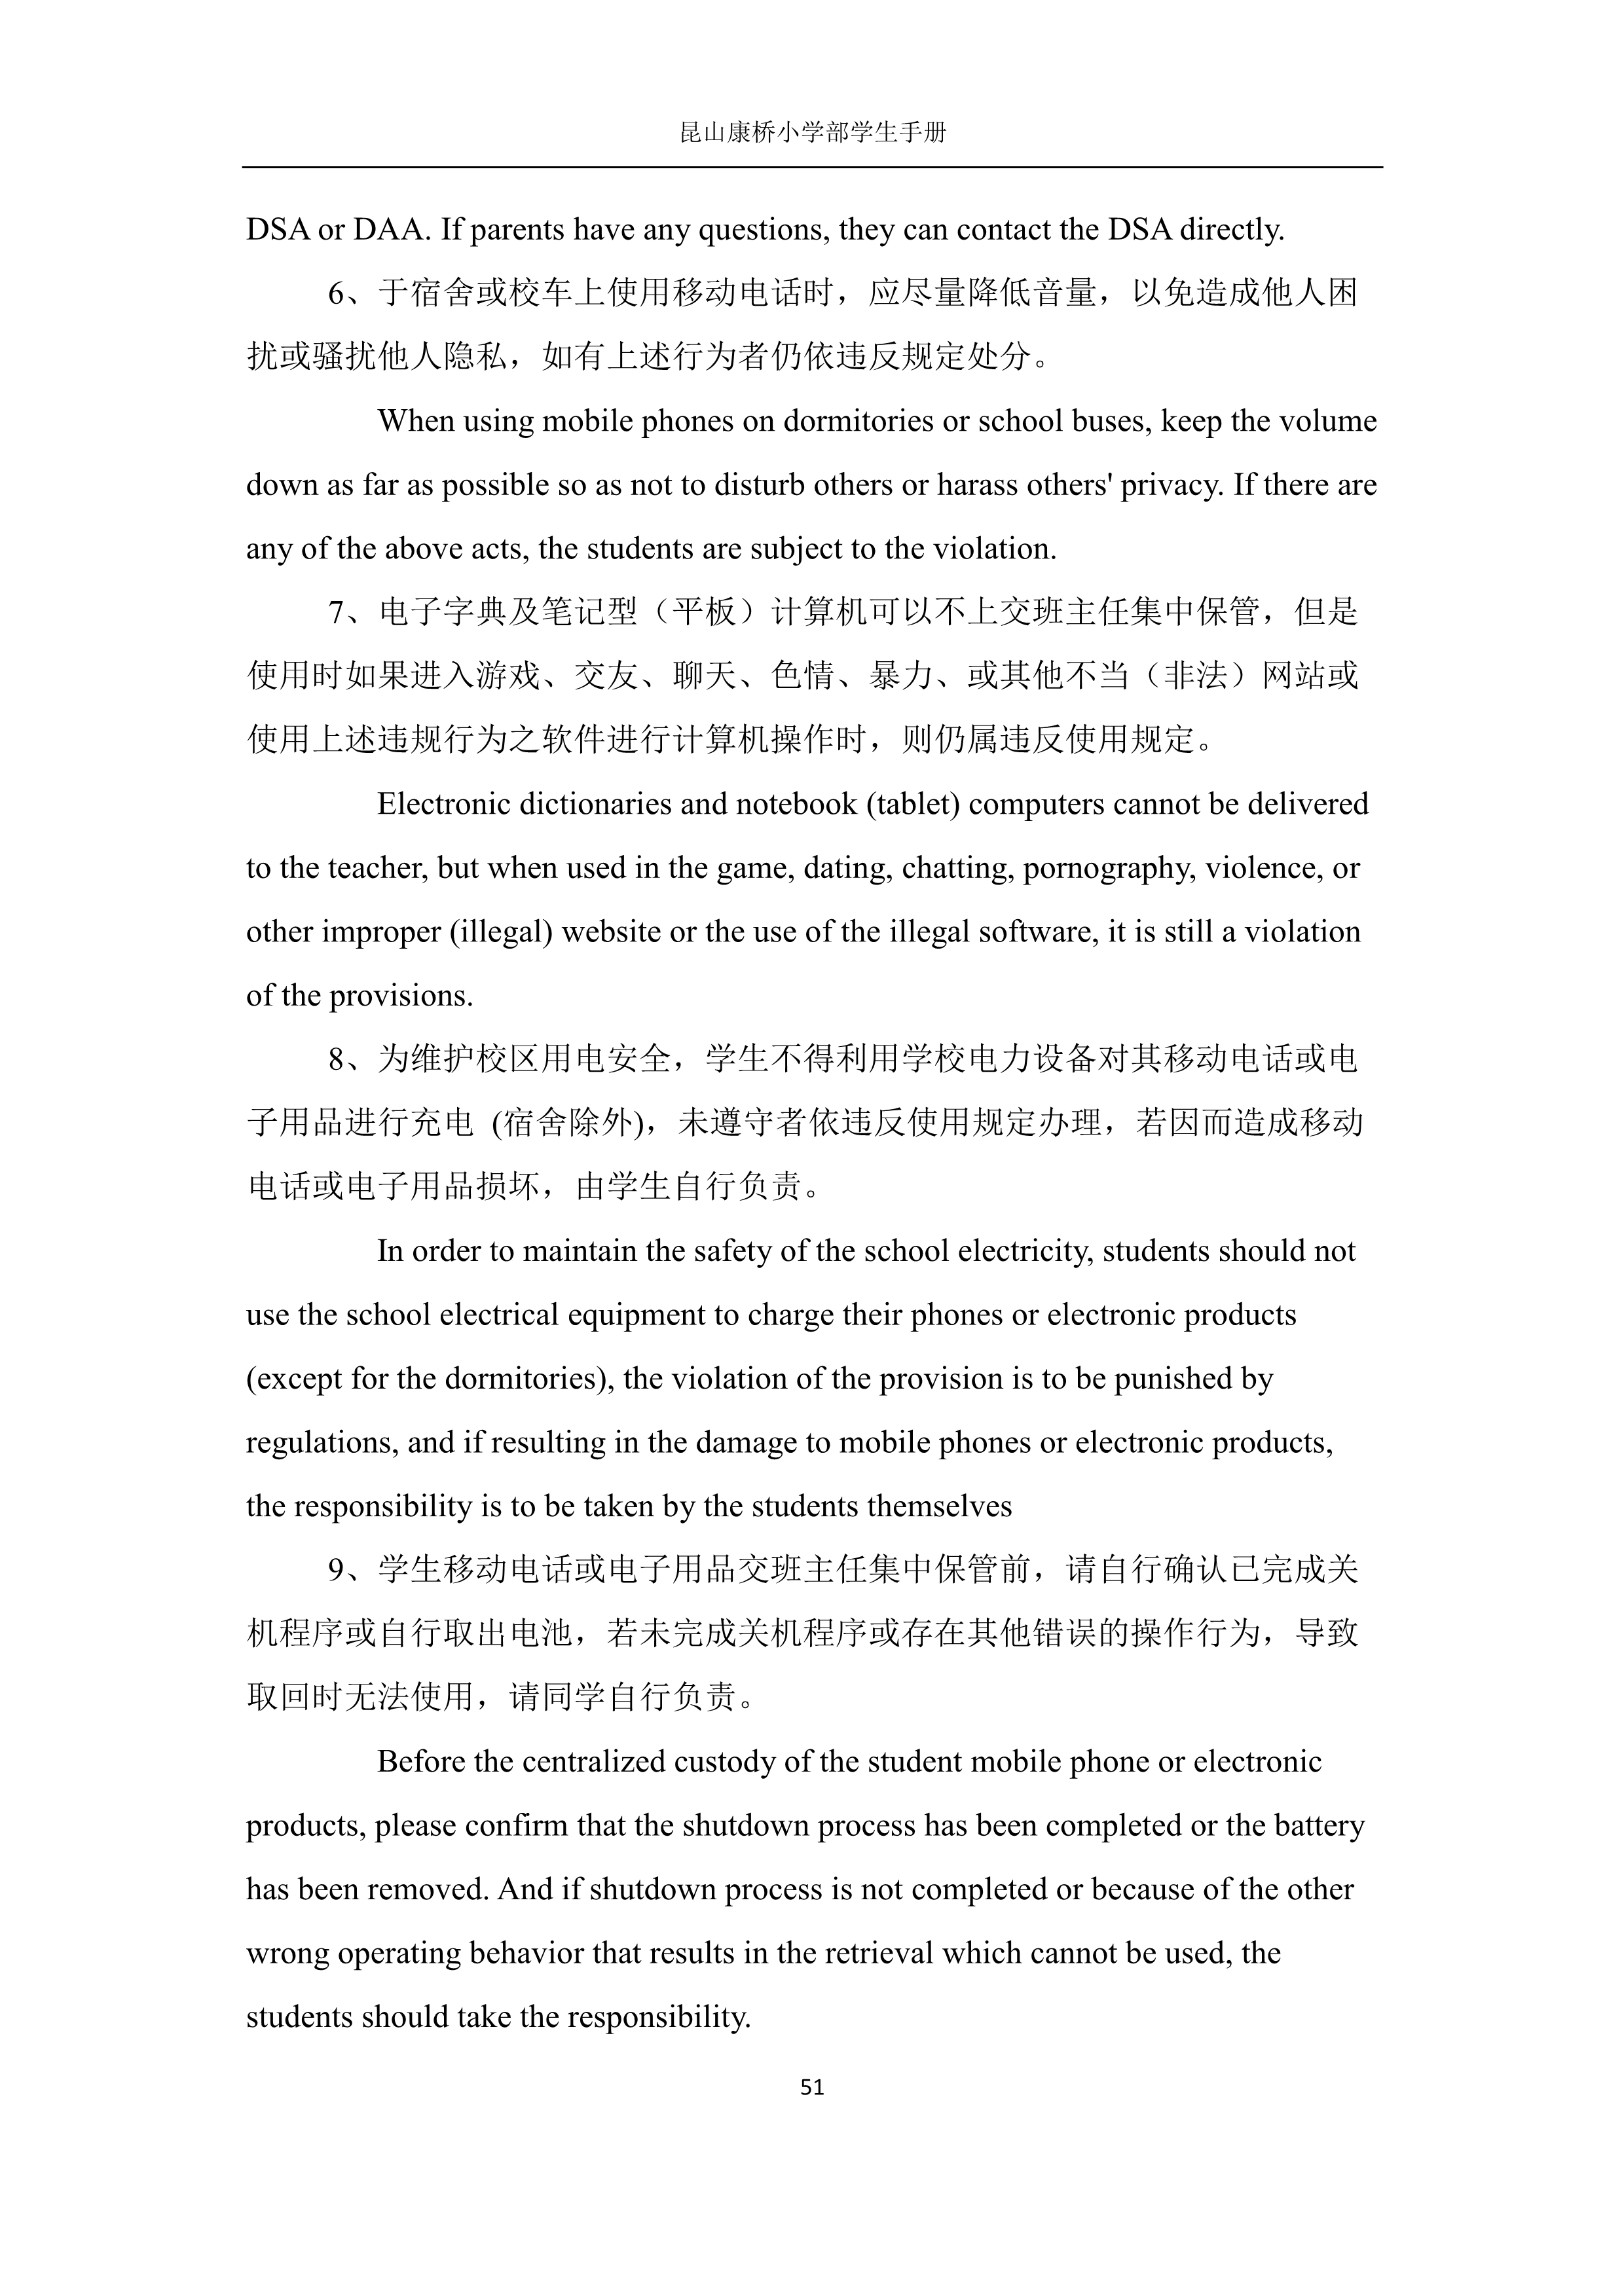 昆山康桥小学部学生手册
DSA or DAA. If parents have any questions, they can contact the DSA directly.
6、于宿舍或校车上使用移动电话时，应尽量降低音量，以免造成他人困
扰或骚扰他人隐私，如有上述行为者仍依违反规定处分。
When using mobile phones on dormitories or school buses, keep the volume
down as far as possible so as not to disturb others or harass others' privacy. If there are
any of the above acts, the students are subject to the violation.
7、电子字典及笔记型（平板）计算机可以不上交班主任集中保管，但是
使用时如果进入游戏、交友、聊天、色情、暴力、或其他不当（非法）网站或
使用上述违规行为之软件进行计算机操作时，则仍属违反使用规定。
Electronic dictionaries and notebook (tablet) computers cannot be delivered
to the teacher, but when used in the game, dating, chatting, pornography, violence, or
other improper (illegal) website or the use of the illegal software, it is still a violation
of the provisions.
8、为维护校区用电安全，学生不得利用学校电力设备对其移动电话或电
子用品进行充电 (宿舍除外)，未遵守者依违反使用规定办理，若因而造成移动
电话或电子用品损坏，由学生自行负责。
In order to maintain the safety of the school electricity, students should not
use the school electrical equipment to charge their phones or electronic products
(except for the dormitories), the violation of the provision is to be punished by
regulations, and if resulting in the damage to mobile phones or electronic products,
the responsibility is to be taken by the students themselves
9、学生移动电话或电子用品交班主任集中保管前，请自行确认已完成关
机程序或自行取出电池，若未完成关机程序或存在其他错误的操作行为，导致
取回时无法使用，请同学自行负责。
Before the centralized custody of the student mobile phone or electronic
products, please confirm that the shutdown process has been completed or the battery
has been removed. And if shutdown process is not completed or because of the other
wrong operating behavior that results in the retrieval which cannot be used, the
students should take the responsibility.
51